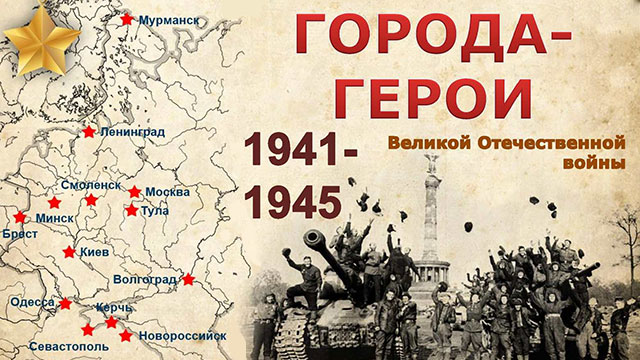 ГОРОДА-
ГЕРОИ
Великой Отечественной
войны
1941-
1945
Мурманск
Ленинград
Смоленск
Москва
Минск
Тула
Брест
Киев
Волгоград
Одесса
Керчь
Севастополь
Новороссийск